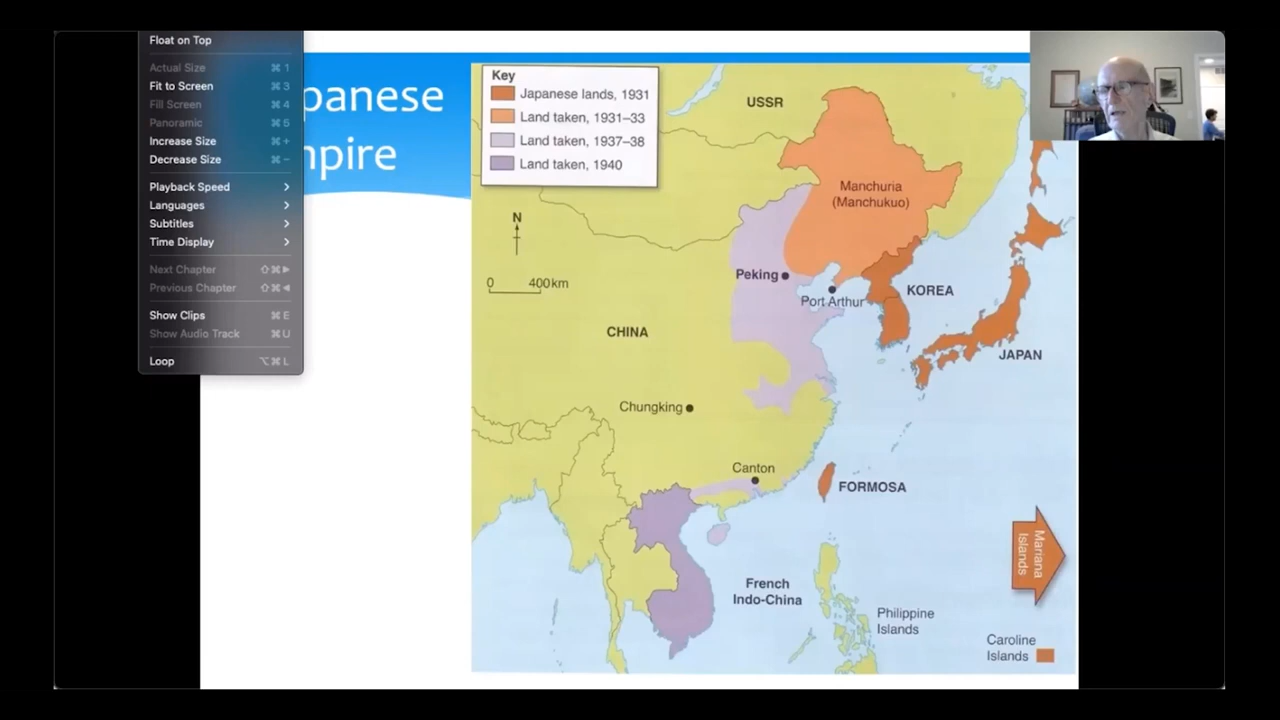 Float on Top
Actual Size ⌘ 1
Fit to Screen ⌘ 3
Fill Screen ⌘ 4
Panoramic ⌘ 5
Increase Size ⌘ +
Decrease Size ⌘ −
Playback Speed
Languages
Subtitles
Time Display
Next Chapter ⇧ ⌘ ▶
Previous Chapter ⇧ ⌘ ◀
Show Clips ⌘ E
Show Audio Track ⌘ U
Loop ⌥ ⌘ L
panese
mpire
Key
Japanese lands, 1931
Land taken, 1931–33
Land taken, 1937–38
Land taken, 1940
USSR
Manchuria
(Manchukuo)
N
0 400km
Peking
Port Arthur
KOREA
JAPAN
CHINA
Chungking
Canton
FORMOSA
Mariana
Islands
French
Indo-China
Philippine
Islands
Caroline
Islands